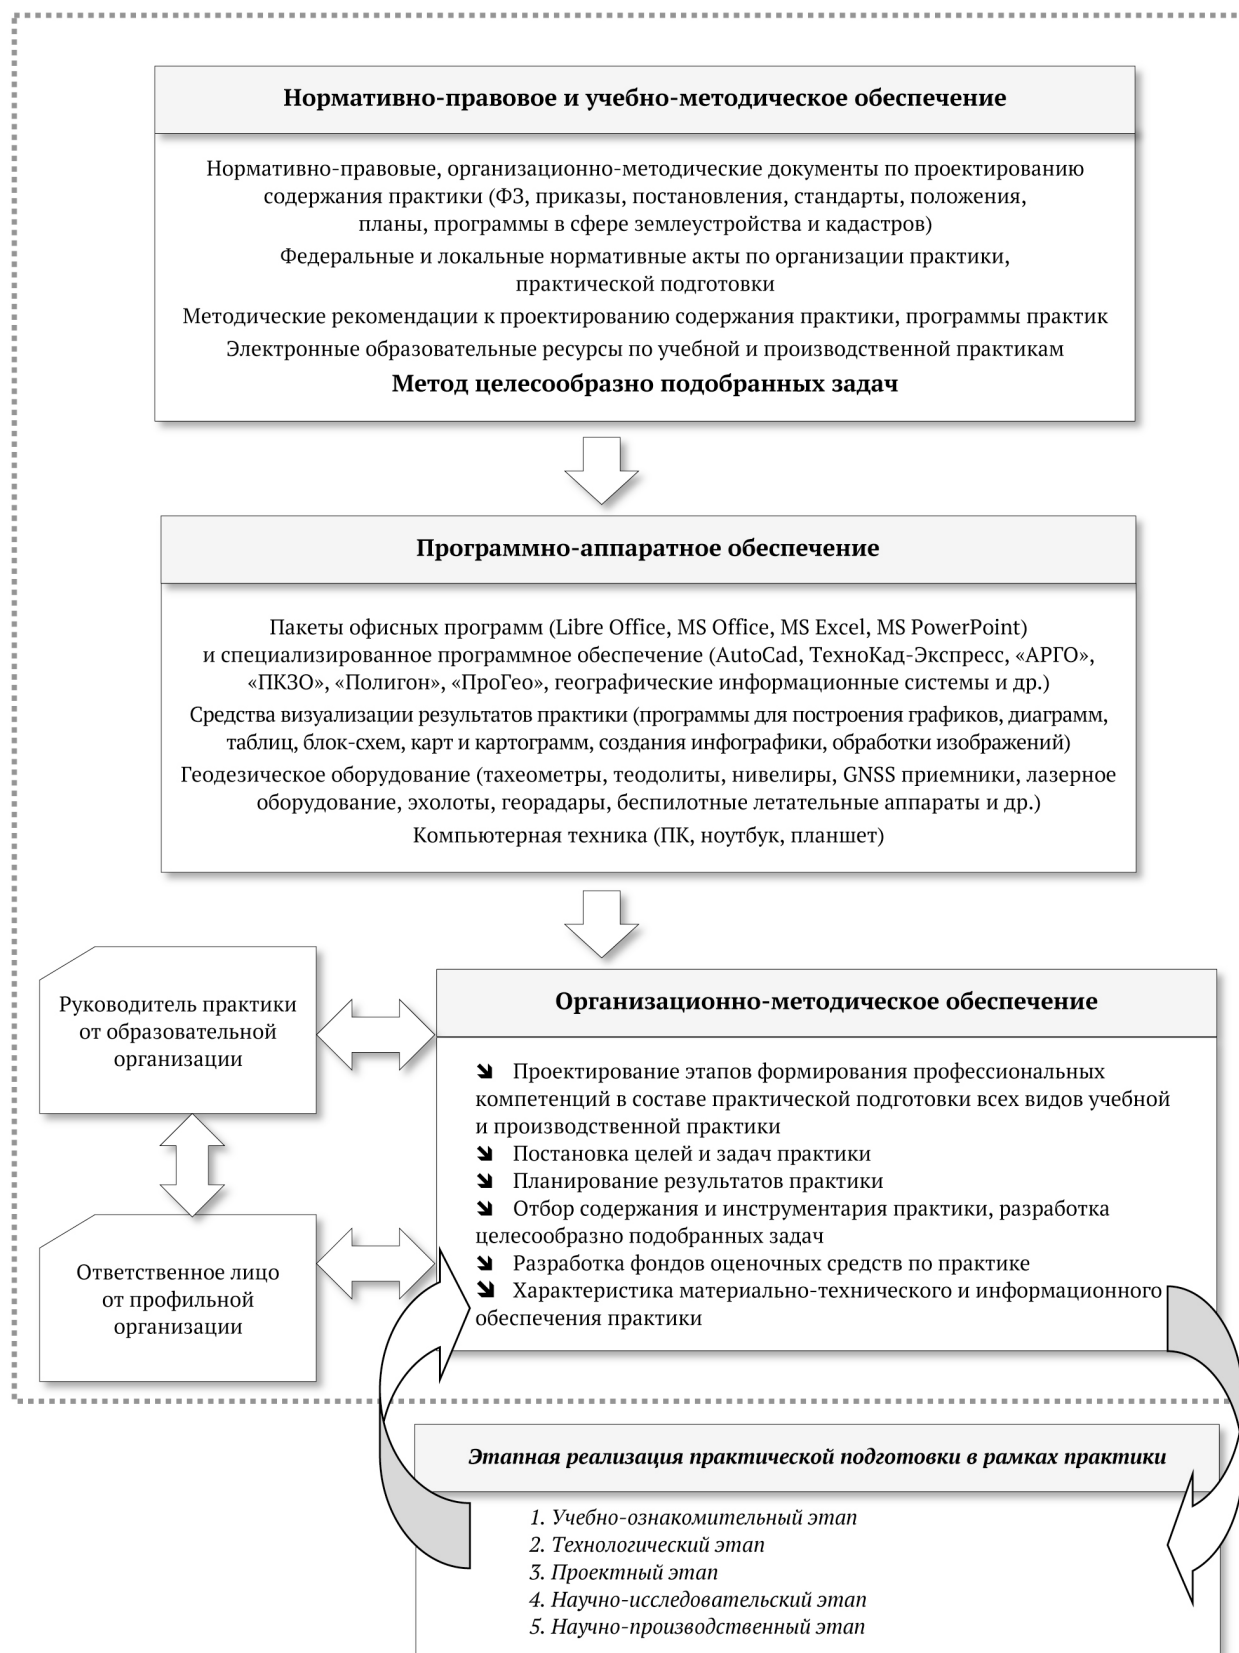 Нормативно-правовое и учебно-методическое обеспечение
Нормативно-правовые, организационно-методические документы по проектированию
содержания практики (ФЗ, приказы, постановления, стандарты, положения,
планы, программы в сфере землеустройства и кадастров)
Федеральные и локальные нормативные акты по организации практики,
практической подготовки
Методические рекомендации к проектированию содержания практики, программы практик
Электронные образовательные ресурсы по учебной и производственной практикам
Метод целесообразно подобранных задач
Программно-аппаратное обеспечение
Пакеты офисных программ (Libre Office, MS Office, MS Excel, MS PowerPoint)
и специализированное программное обеспечение (AutoCad, ТехноКад-Экспресс, «АРГО»,
«ПКЗО», «Полигон», «ПроГео», географические информационные системы и др.)
Средства визуализации результатов практики (программы для построения графиков, диаграмм,
таблиц, блок-схем, карт и картограмм, создания инфографики, обработки изображений)
Геодезическое оборудование (тахеометры, теодолиты, нивелиры, GNSS приемники, лазерное
оборудование, эхолоты, георадары, беспилотные летательные аппараты и др.)
Компьютерная техника (ПК, ноутбук, планшет)
Руководитель практики
от образовательной
организации
Ответственное лицо
от профильной
организации
Организационно-методическое обеспечение
Проектирование этапов формирования профессиональных
компетенций в составе практической подготовки всех видов учебной
и производственной практики
Постановка целей и задач практики
Планирование результатов практики
Отбор содержания и инструментария практики, разработка
целесообразно подобранных задач
Разработка фондов оценочных средств по практике
Характеристика материально-технического и информационного
обеспечения практики
Этапная реализация практической подготовки в рамках практики
1. Учебно-ознакомительный этап
2. Технологический этап
3. Проектный этап
4. Научно-исследовательский этап
5. Научно-производственный этап